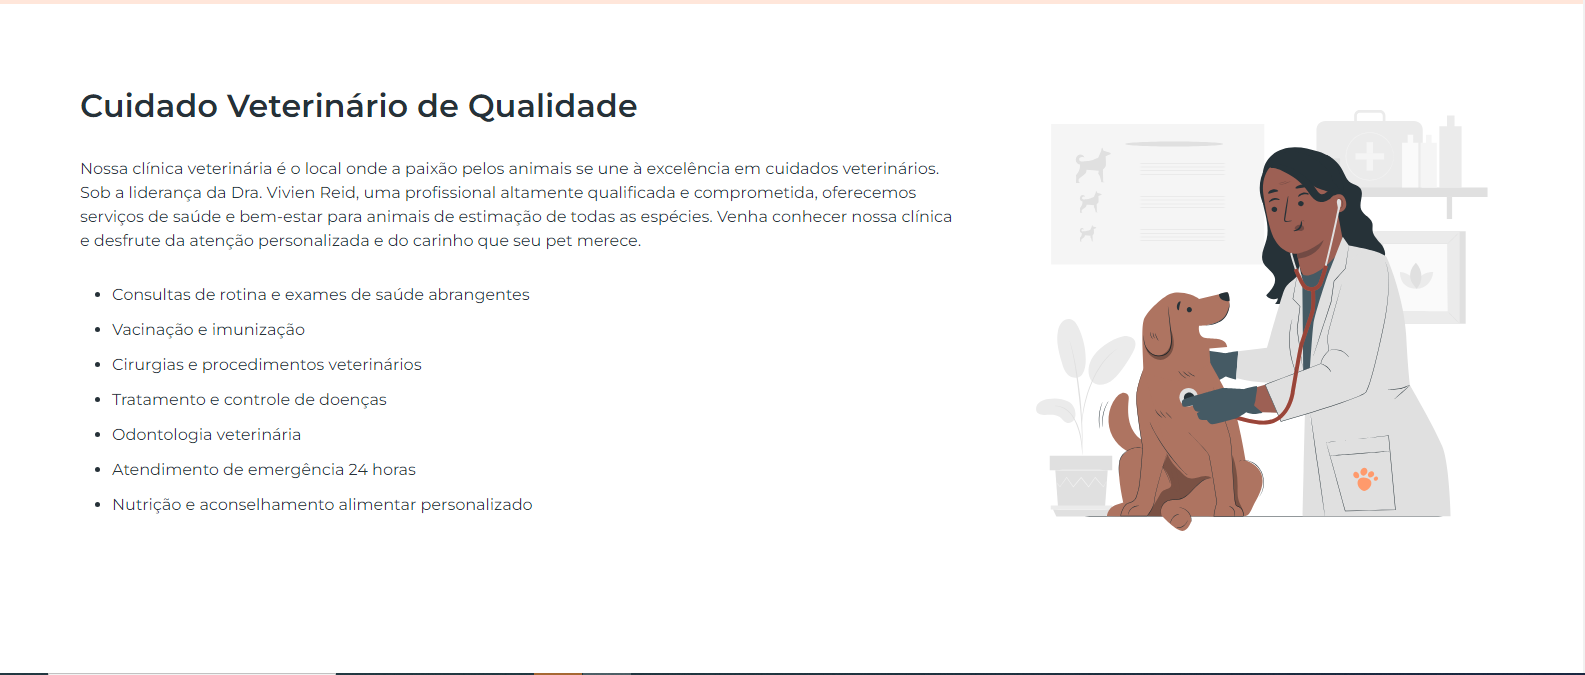 Cuidado Veterinário de Qualidade
Nossa clínica veterinária é o local onde a paixão pelos animais se une à excelência em cuidados veterinários.
Sob a liderança da Dra. Vivien Reid, uma profissional altamente qualificada e comprometida, oferecemos
serviços de saúde e bem-estar para animais de estimação de todas as espécies. Venha conhecer nossa clínica
e desfrute da atenção personalizada e do carinho que seu pet merece.
• Consultas de rotina e exames de saúde abrangentes
• Vacinação e imunização
• Cirurgias e procedimentos veterinários
• Tratamento e controle de doenças
• Odontologia veterinária
• Atendimento de emergência 24 horas
• Nutrição e aconselhamento alimentar personalizado